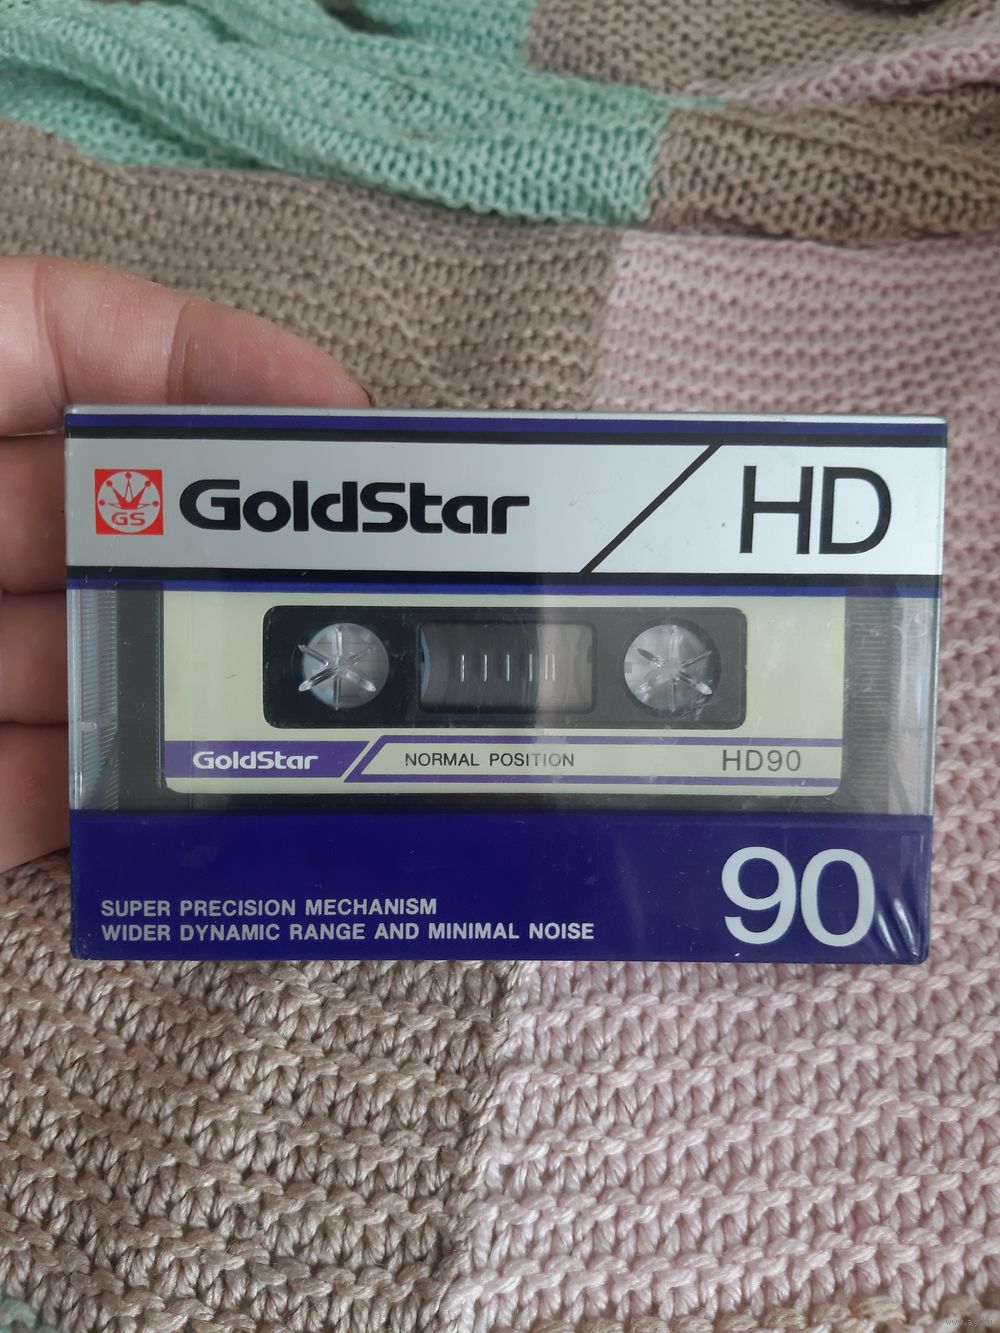 GS
GoldStar
HD
GoldStar
NORMAL POSITION
HD90
SUPER PRECISION MECHANISM
WIDER DYNAMIC RANGE AND MINIMAL NOISE
90